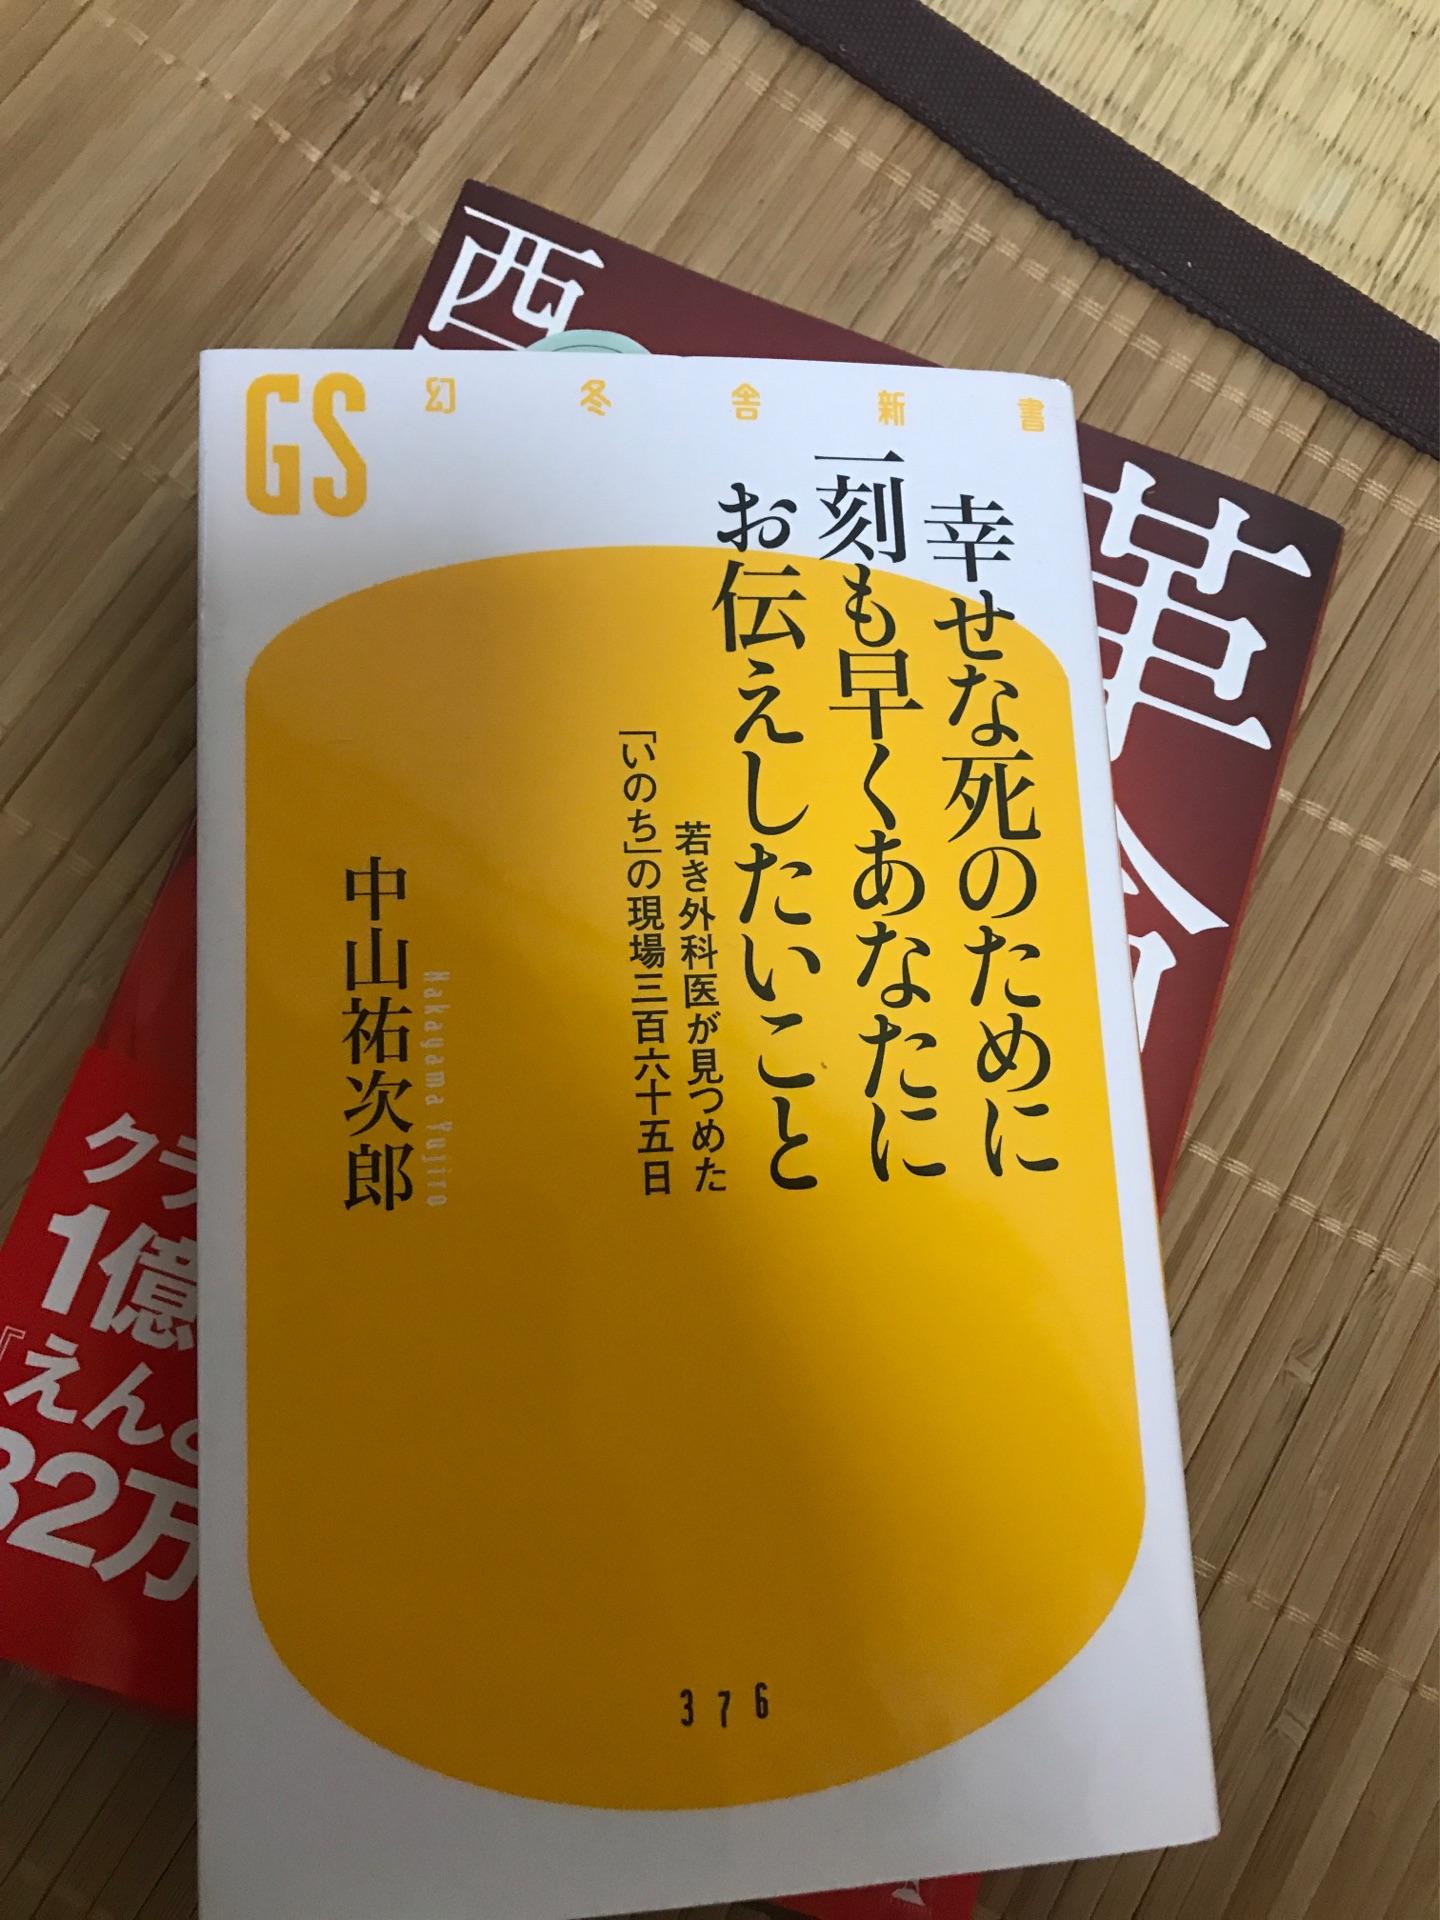 GS
幻冬舎新書
幸せな死のために
一刻も早くあなたに
お伝えしたいこと
若き外科医が見つめた
「いのち」の現場三百六十五日
中山祐次郎
Nakayama Yujiro
376
西
革
クラ
1億
『えんと
32万